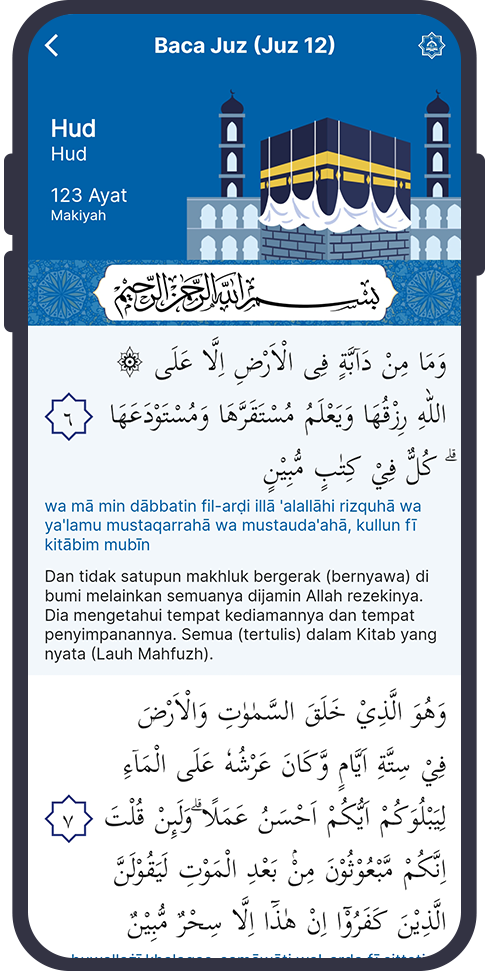 Baca Juz (Juz 12)
Hud
Hud
123 Ayat
Makiyah
بِسْمِ اللّٰهِ الرَّحْمٰنِ الرَّحِيْمِ
۞ وَمَا مِنْ دَاۤبَّةٍ فِى الْاَرْضِ اِلَّا عَلَى
اللّٰهِ رِزْقُهَا وَيَعْلَمُ مُسْتَقَرَّهَا وَمُسْتَوْدَعَهَا
ۗ كُلٌّ فِيْ كِتٰبٍ مُّبِيْنٍ
٦
wa mā min dābbatin fil-arḍi illā 'alallāhi rizquhā wa
ya'lamu mustaqarrahā wa mustauda'ahā, kullun fī
kitābim mubīn
Dan tidak satupun makhluk bergerak (bernyawa) di
bumi melainkan semuanya dijamin Allah rezekinya.
Dia mengetahui tempat kediamannya dan tempat
penyimpanannya. Semua (tertulis) dalam Kitab yang
nyata (Lauh Mahfuzh).
وَهُوَ الَّذِيْ خَلَقَ السَّمٰوٰتِ وَالْاَرْضَ
فِيْ سِتَّةِ اَيَّامٍ وَّكَانَ عَرْشُهٗ عَلَى الْمَاۤءِ
لِيَبْلُوَكُمْ اَيُّكُمْ اَحْسَنُ عَمَلًا ۗوَلَىِٕنْ قُلْتَ
اِنَّكُمْ مَّبْعُوْثُوْنَ مِنْۢ بَعْدِ الْمَوْتِ لَيَقُوْلَنَّ
الَّذِيْنَ كَفَرُوْٓا اِنْ هٰذَٓا اِلَّا سِحْرٌ مُّبِيْنٌ
٧